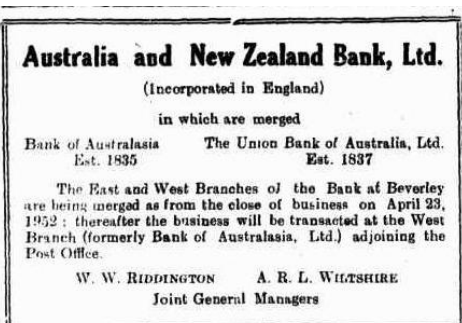 Australia and New Zealand Bank, Ltd.
(Incorporated in England)
in which are merged
Bank of Australasia The Union Bank of Australia, Ltd.
Est. 1835 Est. 1837
The East and West Branches of the Bank at Beverley
are being merged as from the close of business on April 23,
1952 : thereafter the business will be transacted at the West
Branch (formerly Bank of Australasia, Ltd.) adjoining the
Post Office.
W. W. RIDDINGTON A. R. L. WILTSHIRE
Joint General Managers